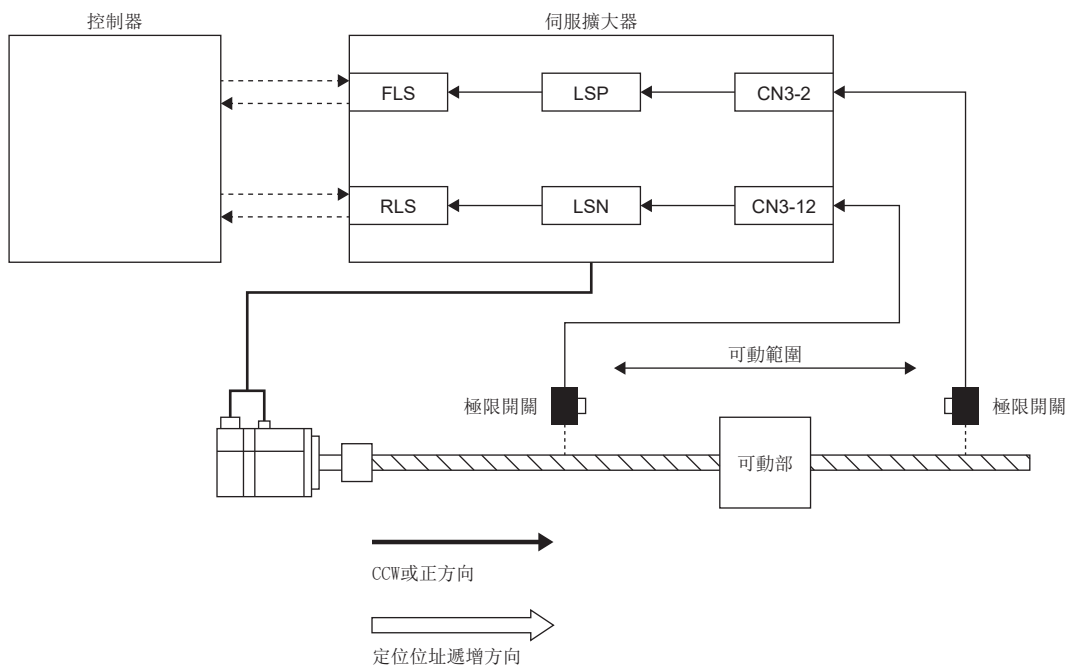 控制器
伺服擴大器
FLS
LSP
CN3-2
RLS
LSN
CN3-12
可動範圍
極限開關
極限開關
可動部
CCW或正方向
定位位址遞增方向